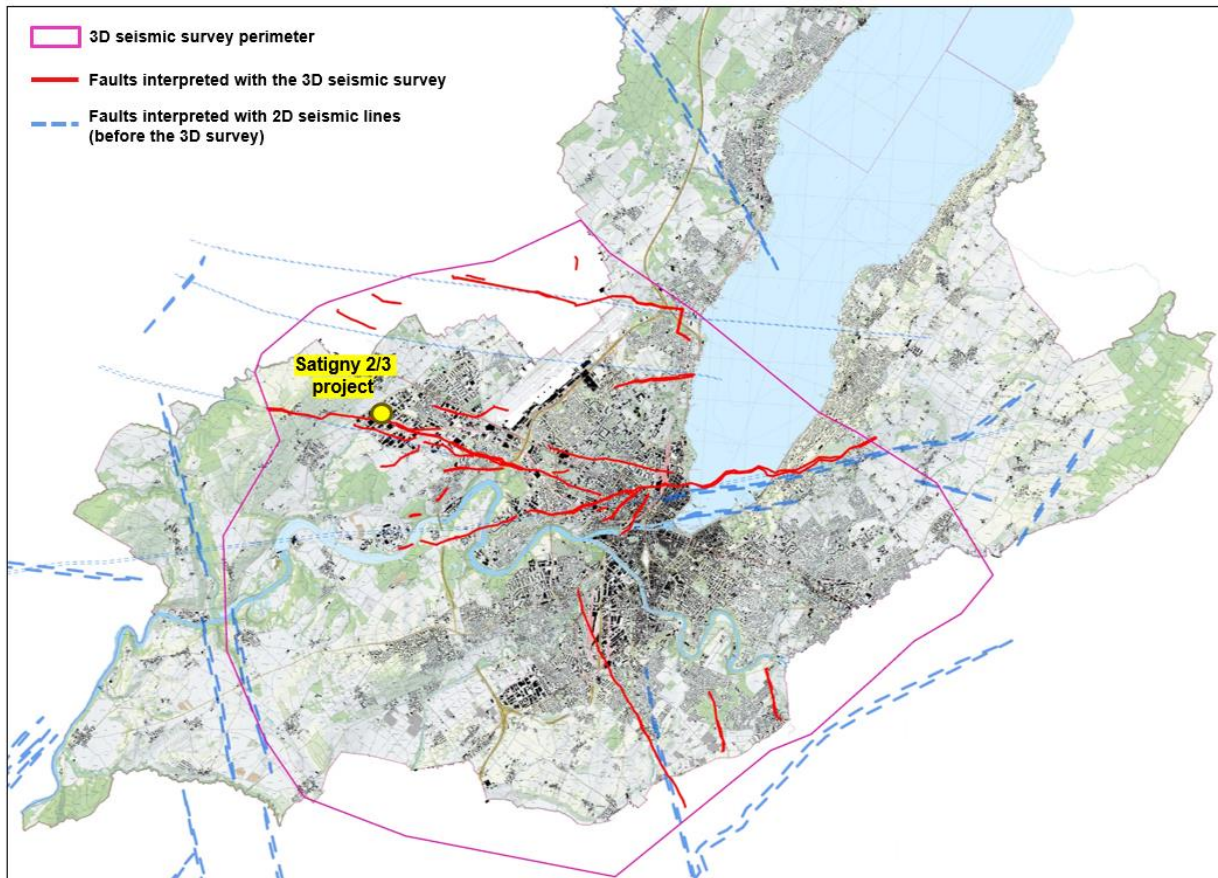 3D seismic survey perimeter
Faults interpreted with the 3D seismic survey
Faults interpreted with 2D seismic lines
(before the 3D survey)
Satigny 2/3
project